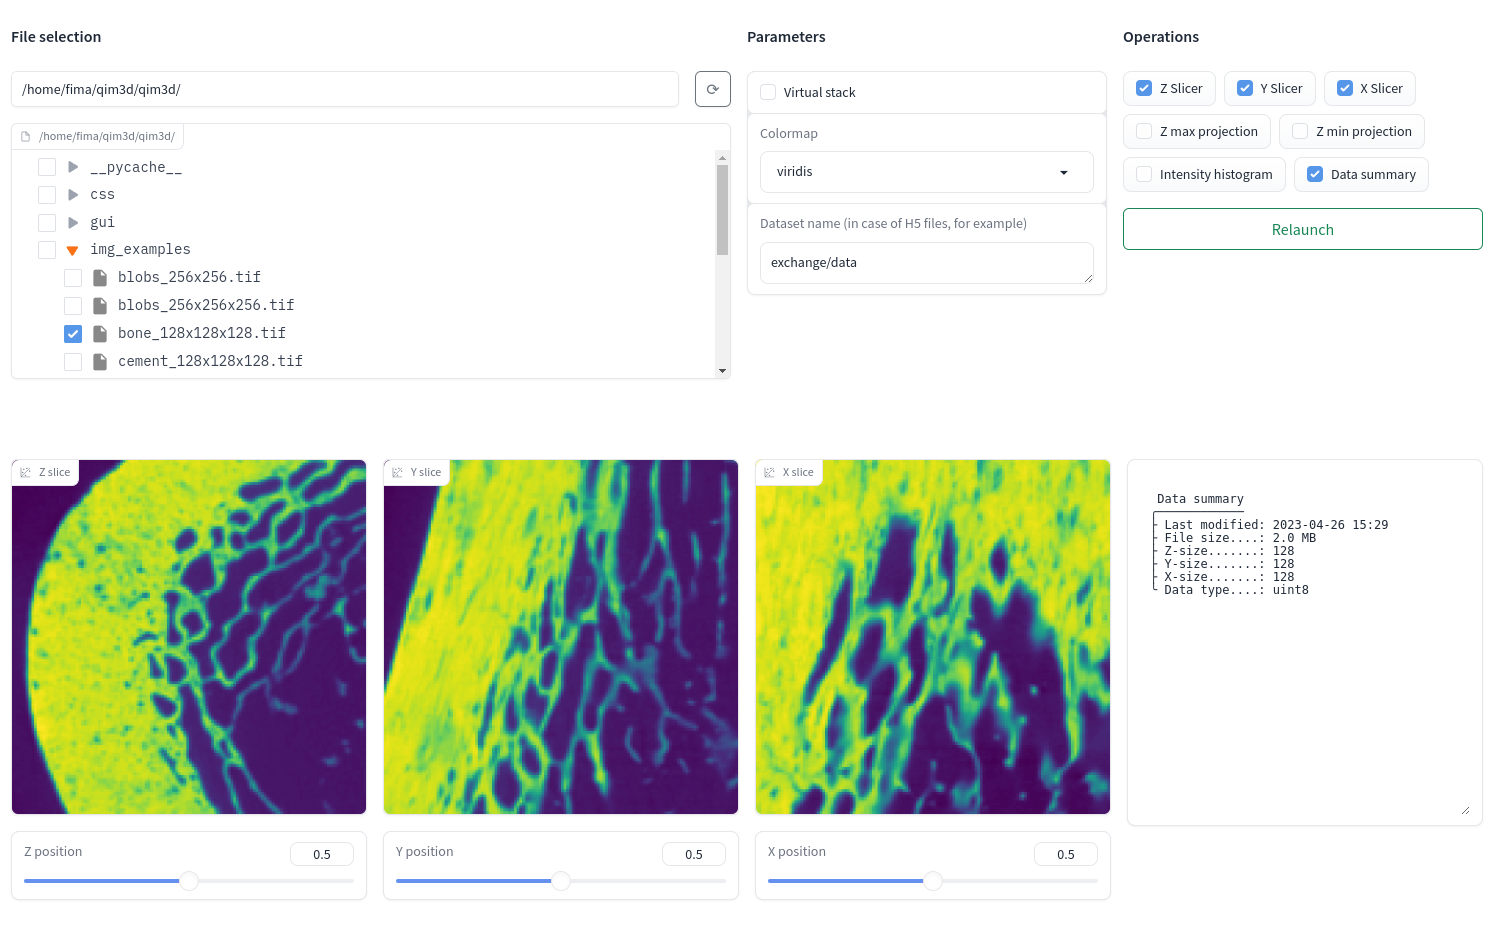 File selection
/home/fima/qim3d/qim3d/
/home/fima/qim3d/qim3d/
__pycache__
css
gui
img_examples
blobs_256x256.tif
blobs_256x256x256.tif
bone_128x128x128.tif
cement_128x128x128.tif
Parameters
Virtual stack
Colormap
viridis
Dataset name (in case of H5 files, for example)
exchange/data
Operations
Z Slicer
Y Slicer
X Slicer
Z max projection
Z min projection
Intensity histogram
Data summary
Relaunch
Z slice
Y slice
X slice
Data summary
Last modified: 2023-04-26 15:29
File size....: 2.0 MB
Z-size.......: 128
Y-size.......: 128
X-size.......: 128
Data type....: uint8
Z position
0.5
Y position
0.5
X position
0.5